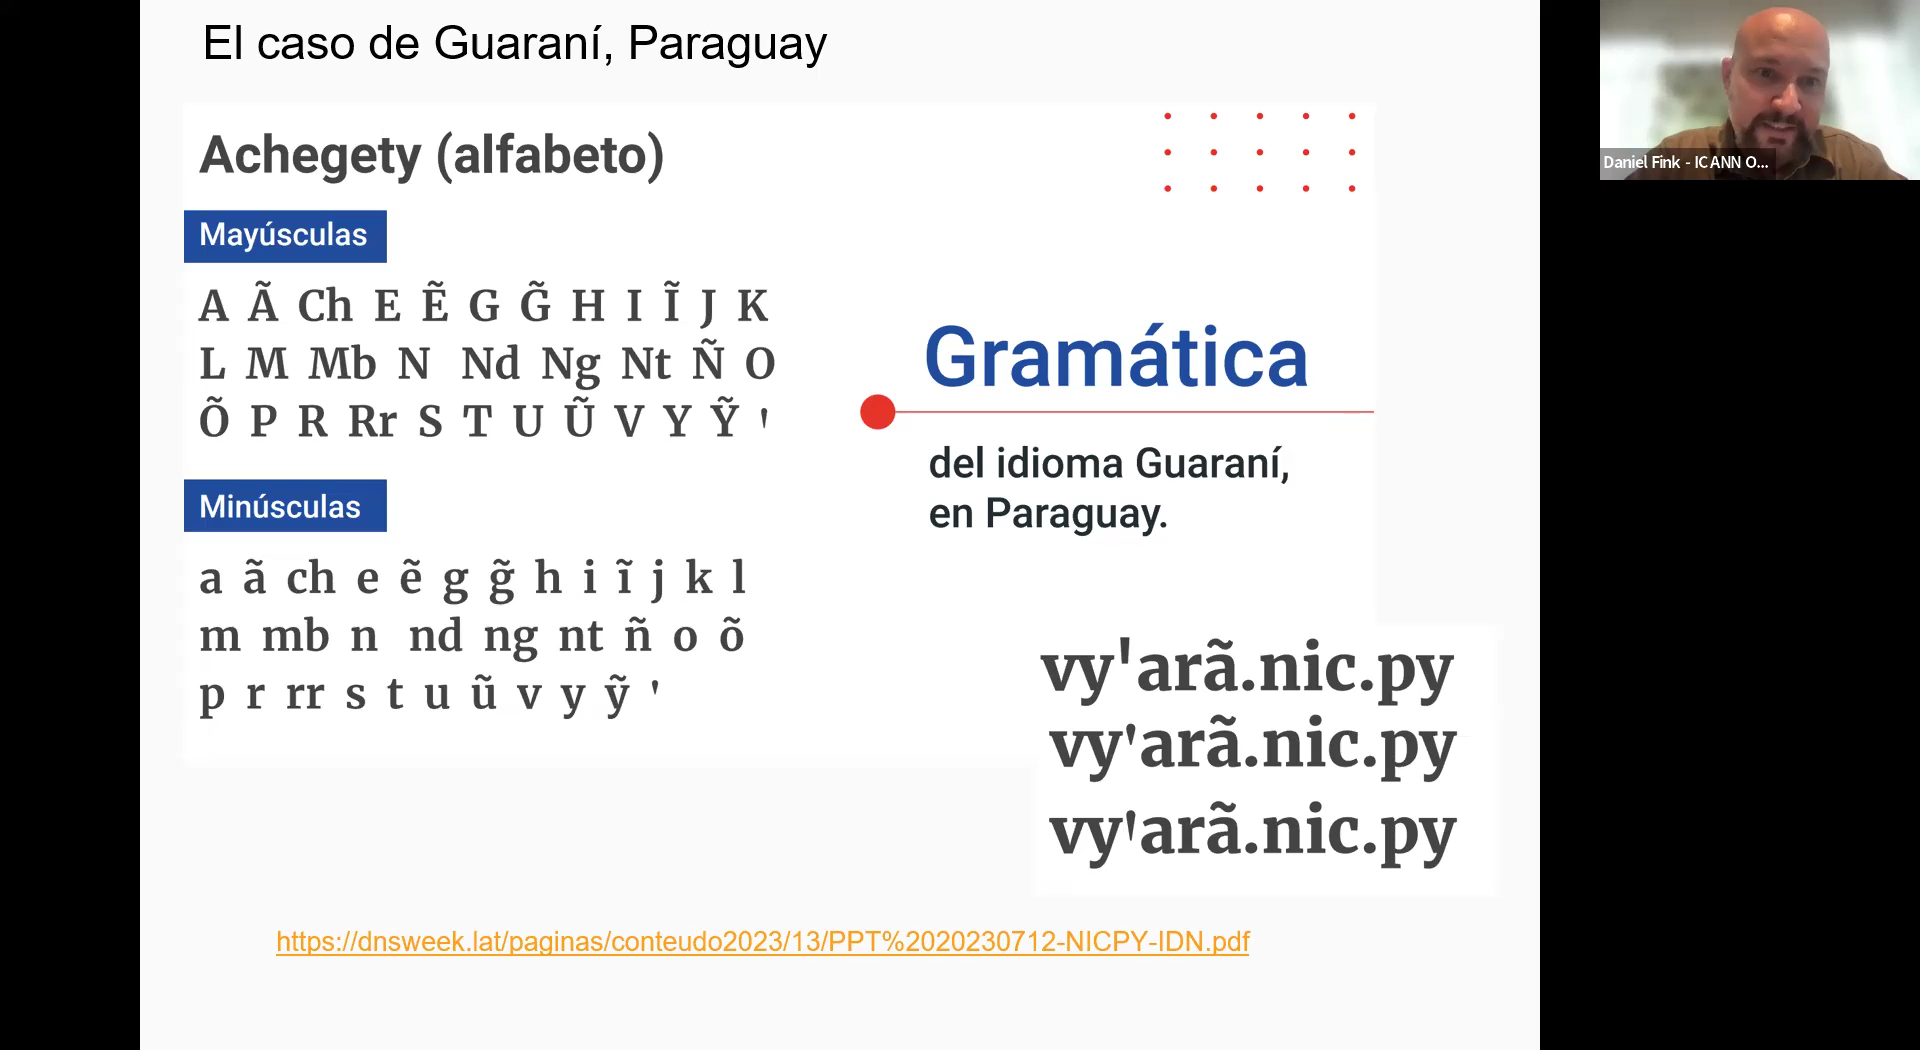 El caso de Guaraní, Paraguay
Achegety (alfabeto)
Mayúsculas
A Ã Ch E Ẽ G G̃ H I Ĩ J K
L M Mb N Nd Ng Nt Ñ O
Õ P R Rr S T U Ũ V Y Ỹ '
Minúsculas
a ã ch e ẽ g g̃ h i ĩ j k l
m mb n nd ng nt ñ o õ
p r rr s t u ũ v y ỹ '
Gramática
del idioma Guaraní,
en Paraguay.
vy'arã.nic.py
vy'arã.nic.py
vy'arã.nic.py
https://dnsweek.lat/paginas/conteudo2023/13/PPT%2020230712-NICPY-IDN.pdf
Daniel Fink - ICANN O...